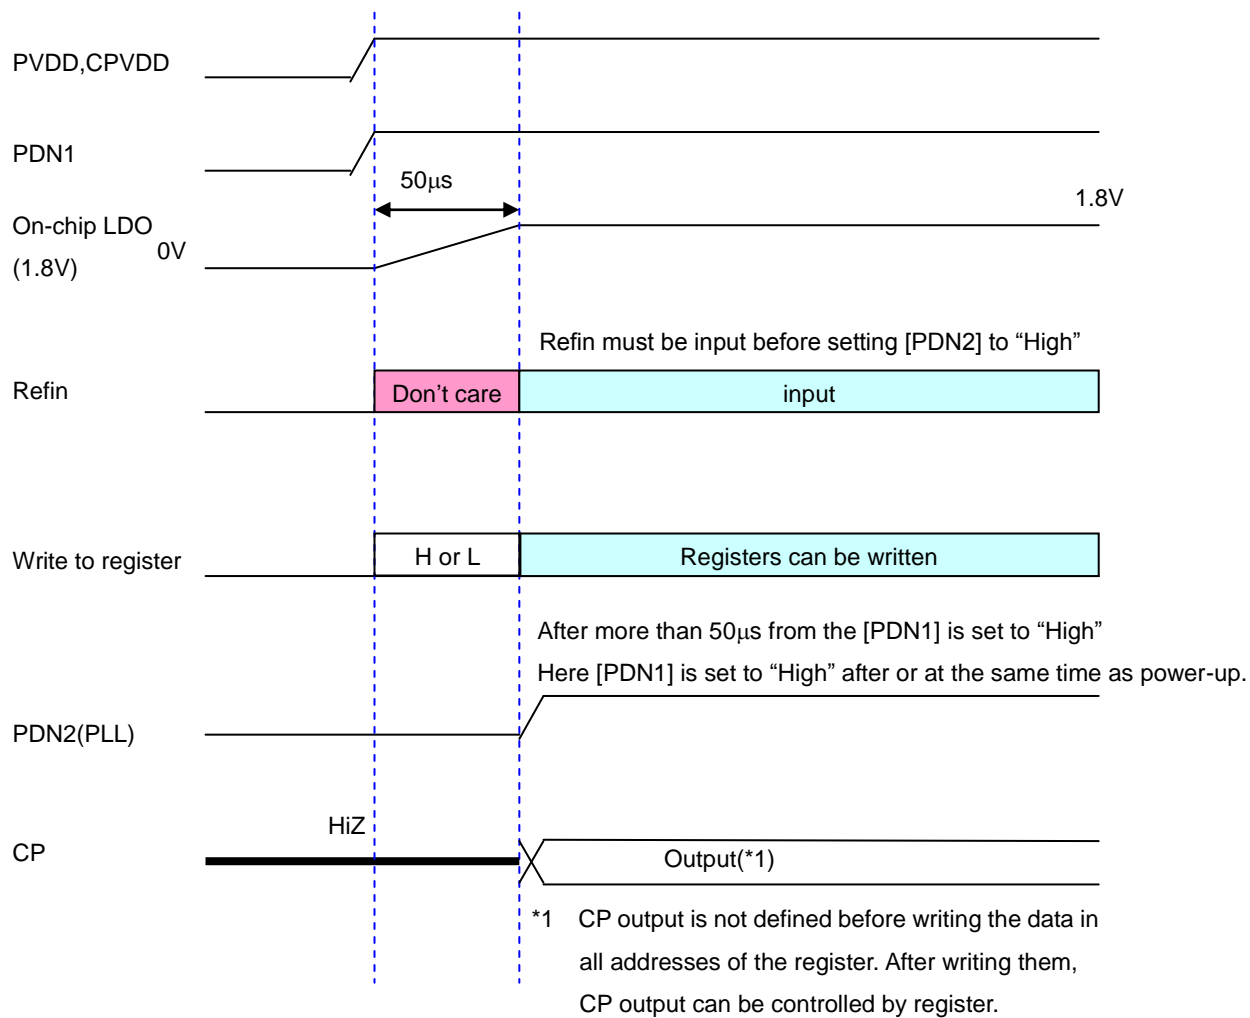 PVDD,CPVDD
PDN1
50μs
1.8V
On-chip LDO
0V
(1.8V)
Refin must be input before setting [PDN2] to “High”
Refin
Don’t care
input
Write to register
H or L
Registers can be written
After more than 50μs from the [PDN1] is set to “High”
Here [PDN1] is set to “High” after or at the same time as power-up.
PDN2(PLL)
HiZ
CP
Output(*1)
*1 CP output is not defined before writing the data in
all addresses of the register. After writing them,
CP output can be controlled by register.